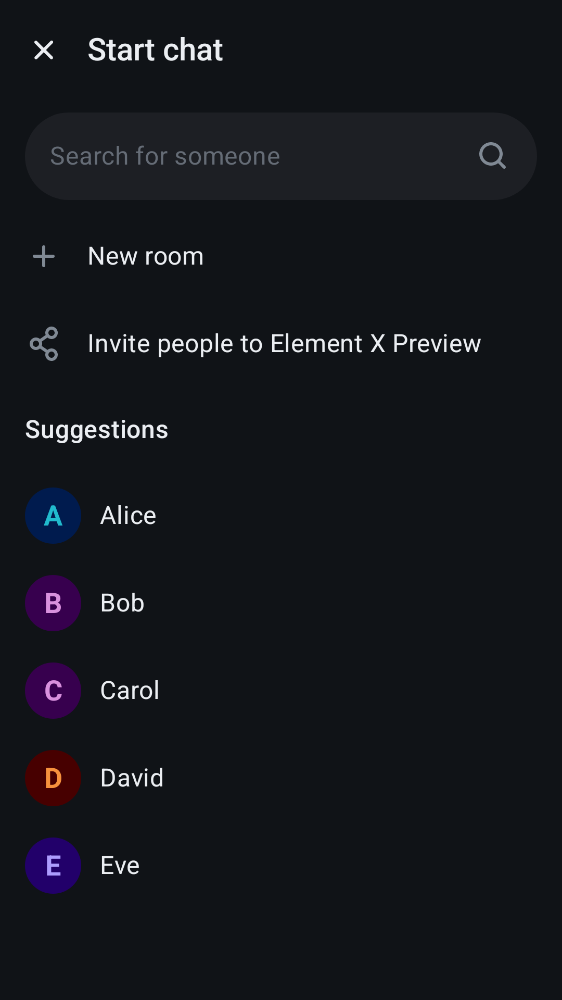 Start chat
Search for someone
New room
Invite people to Element X Preview
Suggestions
A Alice
B Bob
C Carol
D David
E Eve